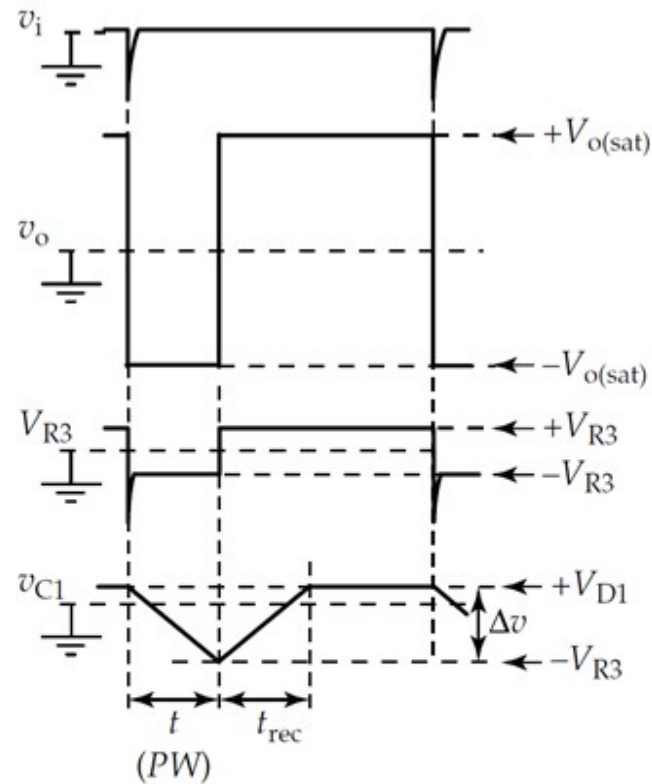 v_i
+V_o(sat)
v_o
−V_o(sat)
V_R3
+V_R3
−V_R3
v_C1
+V_D1
Δv
−V_R3
t
t_rec
(PW)